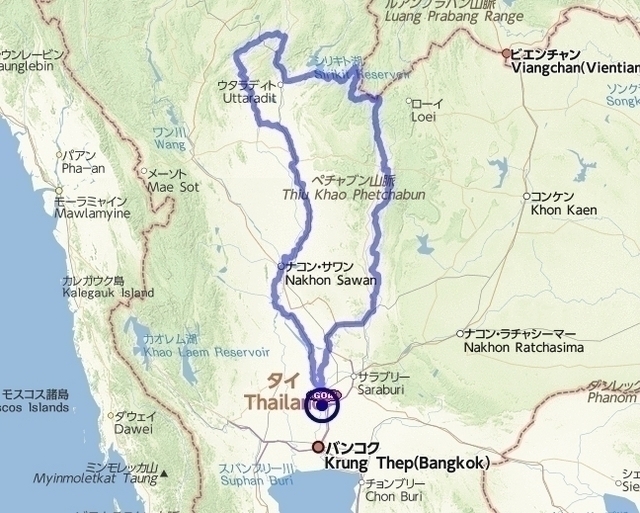 ルアンプラバン山脈
Luang Prabang Range
ビエンチャン
Viangchan(Vientian
シリキト湖
Sirikit Reservoir
ウタラディト
Uttaradit
ローイ
Loei
ウンレービン
aunglebin
ワン川
Wang
パアン
Pha-an
メーソト
Mae Sot
モーラミャイン
Mawlamyine
ペチャブン山脈
Thiu Khao Phetchabun
コンケン
Khon Kaen
ナコン・サワン
Nakhon Sawan
カレガウク島
Kalegauk Island
カオレム湖
Khao Laem Reservoir
ナコン・ラチャシーマー
Nakhon Ratchasima
モスコス諸島
scos Islands
タイ
Thailan
GOAL
サラブリー
Saraburi
ダンレック
Phanom
ダウェイ
Dawei
バンコク
Krung Thep(Bangkok)
ミンモレッカ山
Myinmoletkat Taung
スパンブリー川
Suphan Buri
チョンブリー
Chon Buri
シェ
Sie